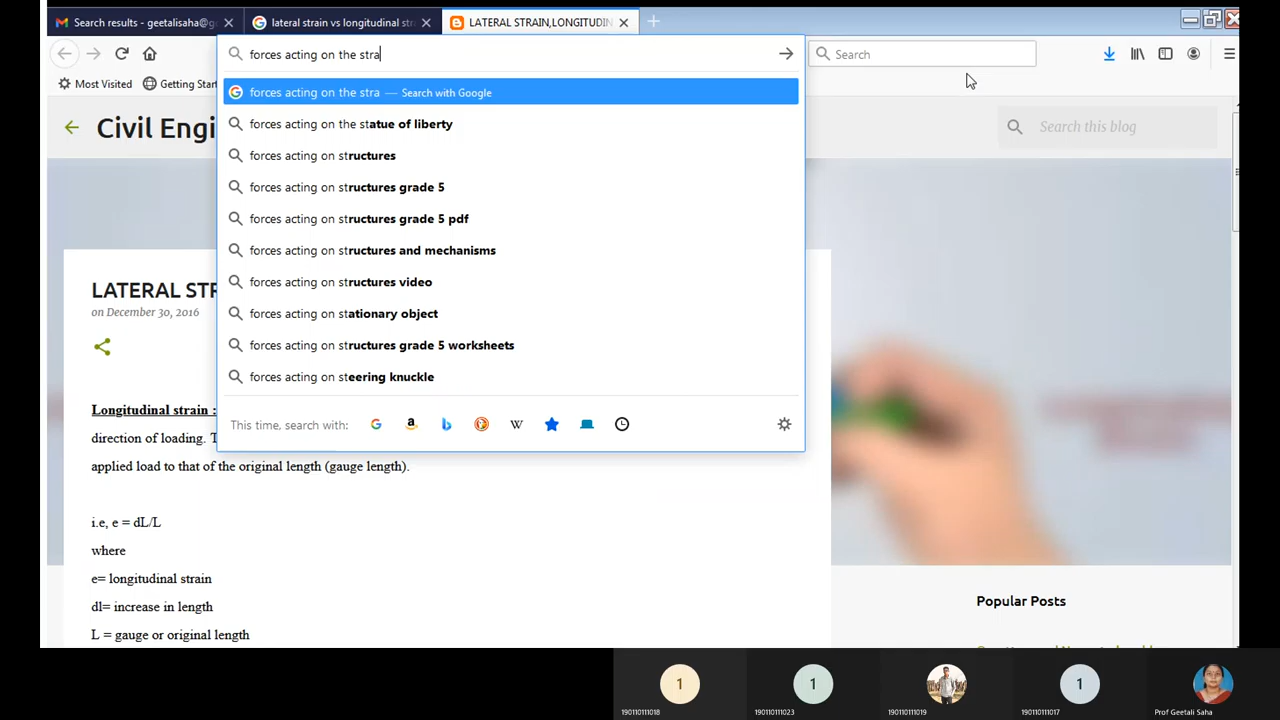 Search results - geetalisaha@g
lateral strain vs longitudinal str
LATERAL STRAIN,LONGITUDIN
forces acting on the stra
Search
forces acting on the stra — Search with Google
forces acting on the statue of liberty
forces acting on structures
forces acting on structures grade 5
forces acting on structures grade 5 pdf
forces acting on structures and mechanisms
forces acting on structures video
forces acting on stationary object
forces acting on structures grade 5 worksheets
forces acting on steering knuckle
This time, search with:
Most Visited
Getting Star
Civil Engi
Search this blog
LATERAL STR
on December 30, 2016
Longitudinal strain :
direction of loading. T
applied load to that of the original length (gauge length).
i.e, e = dL/L
where
e= longitudinal strain
dl= increase in length
L = gauge or original length
Popular Posts
1
1
1
190110111018
190110111023
190110111019
190110111017
Prof Geetali Saha